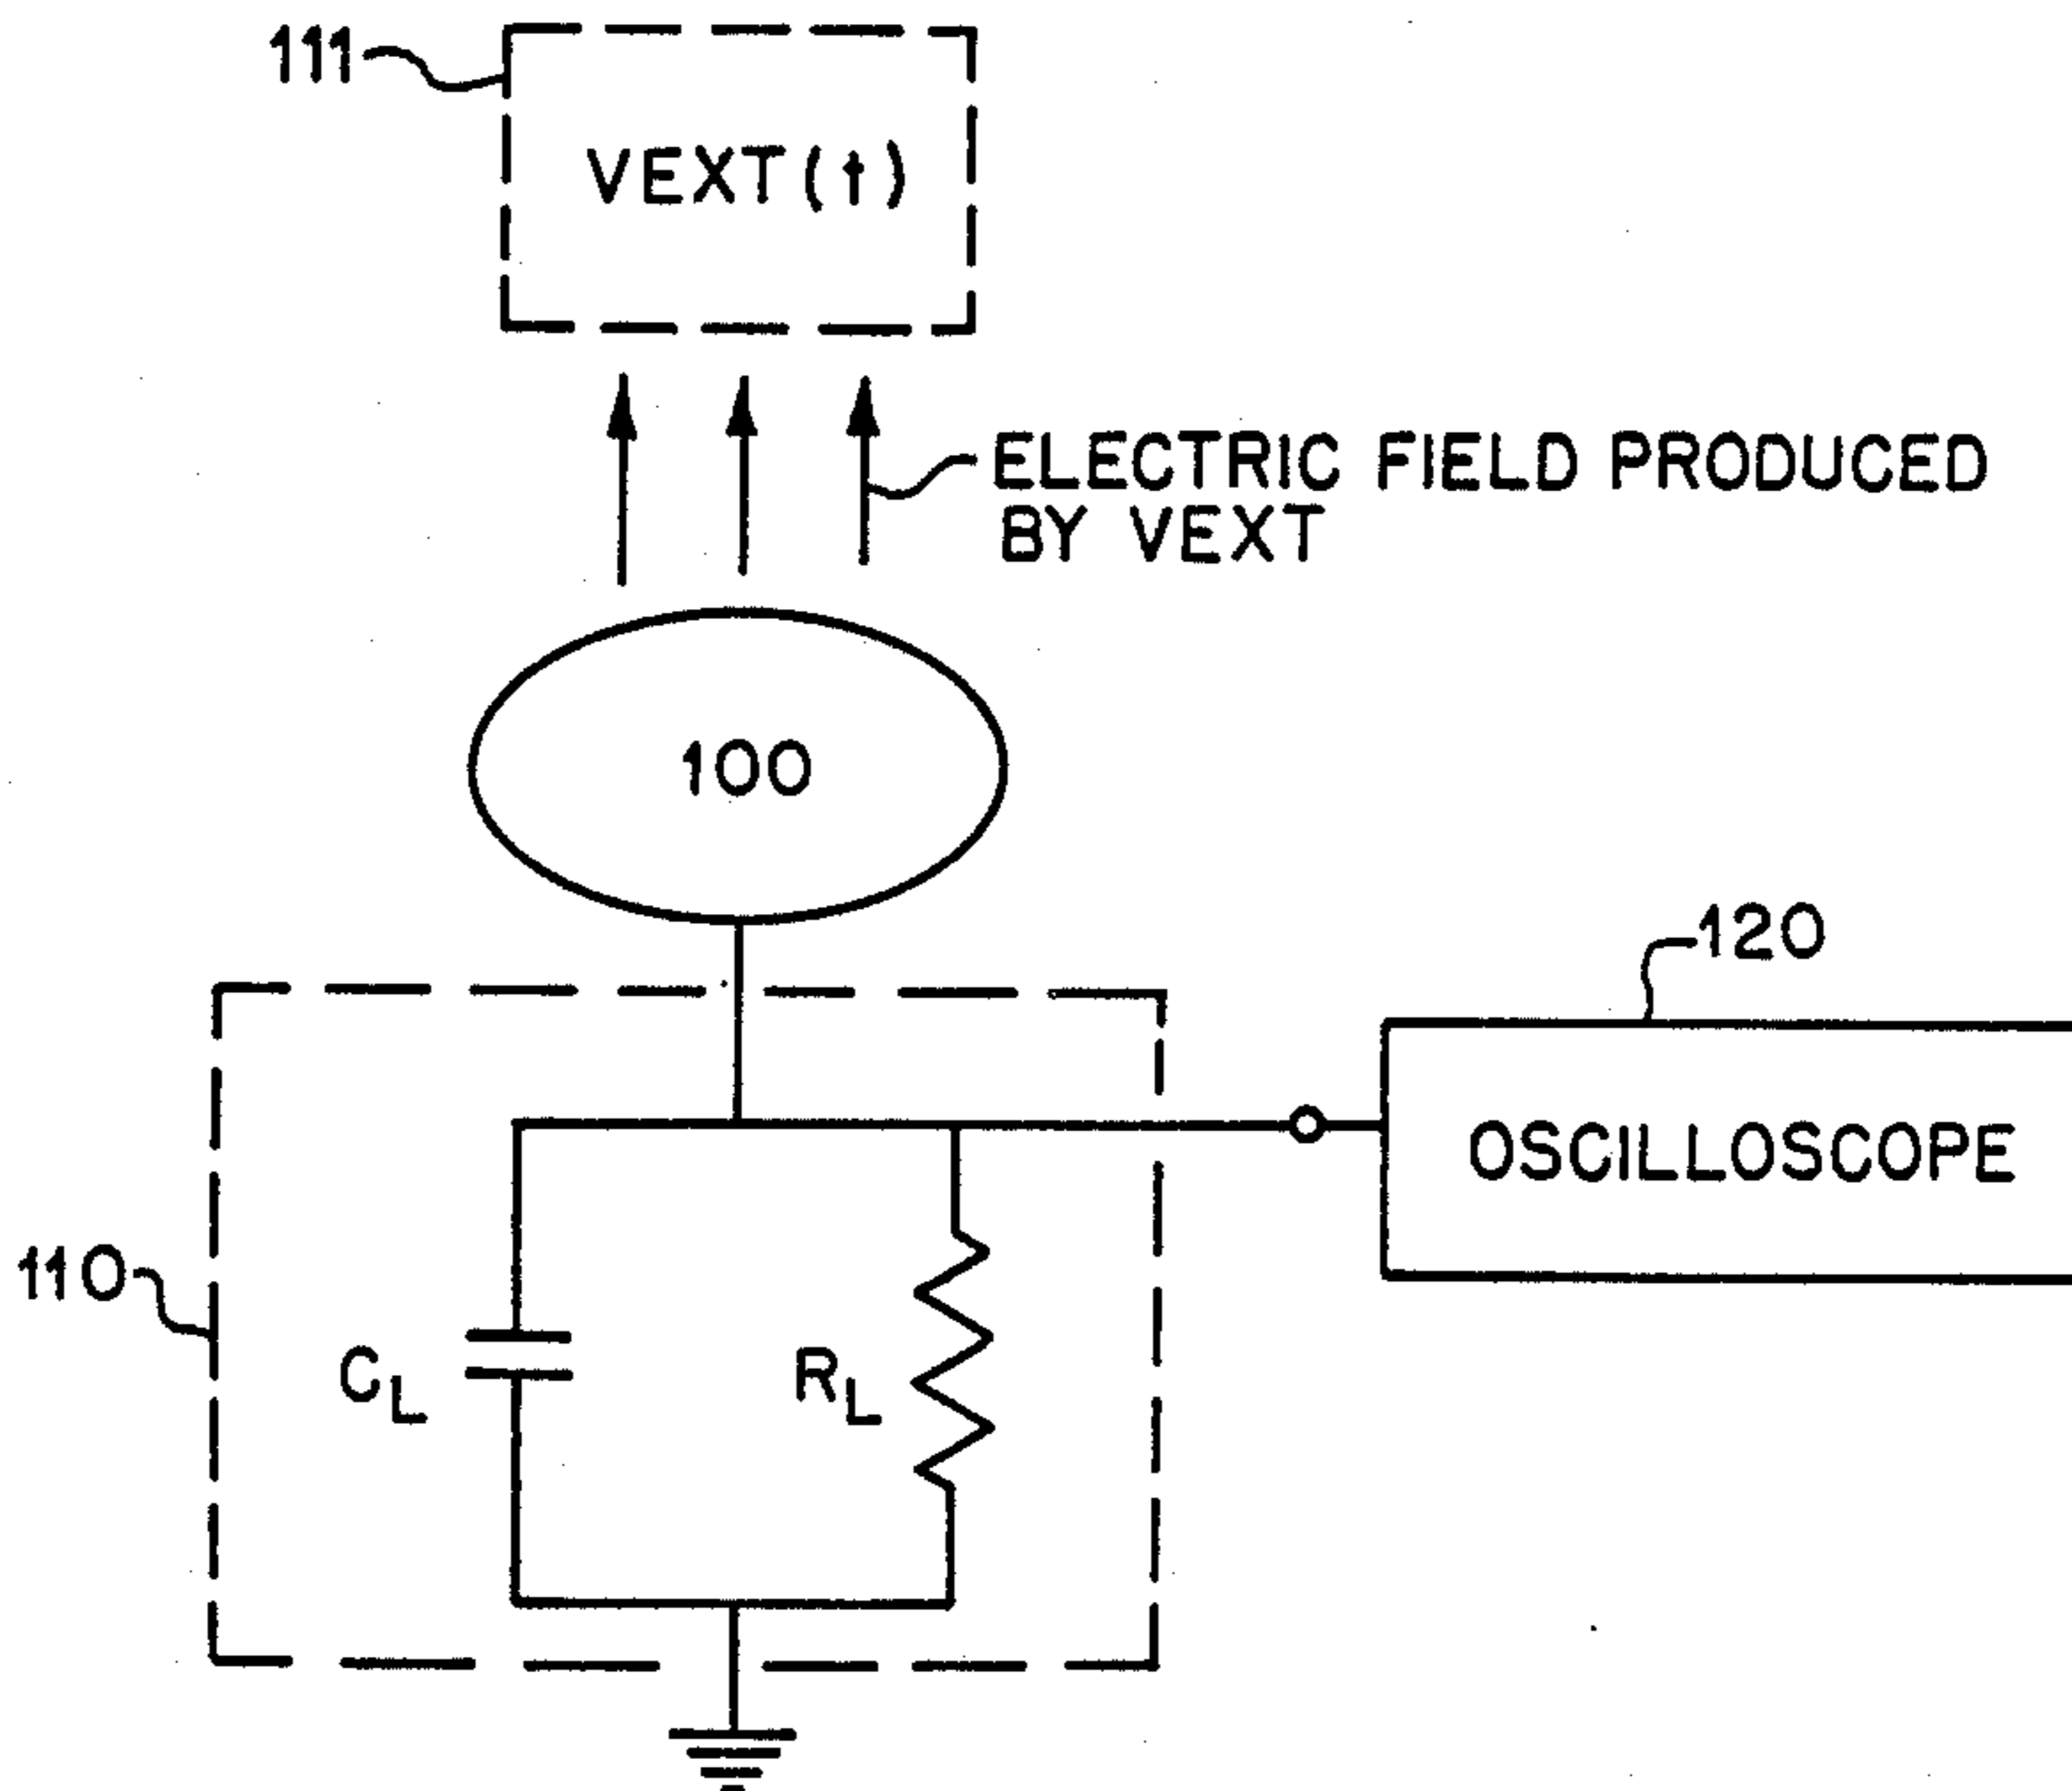 111
VEXT(t)
ELECTRIC FIELD PRODUCED
BY VEXT
100
120
OSCILLOSCOPE
110
CL
RL